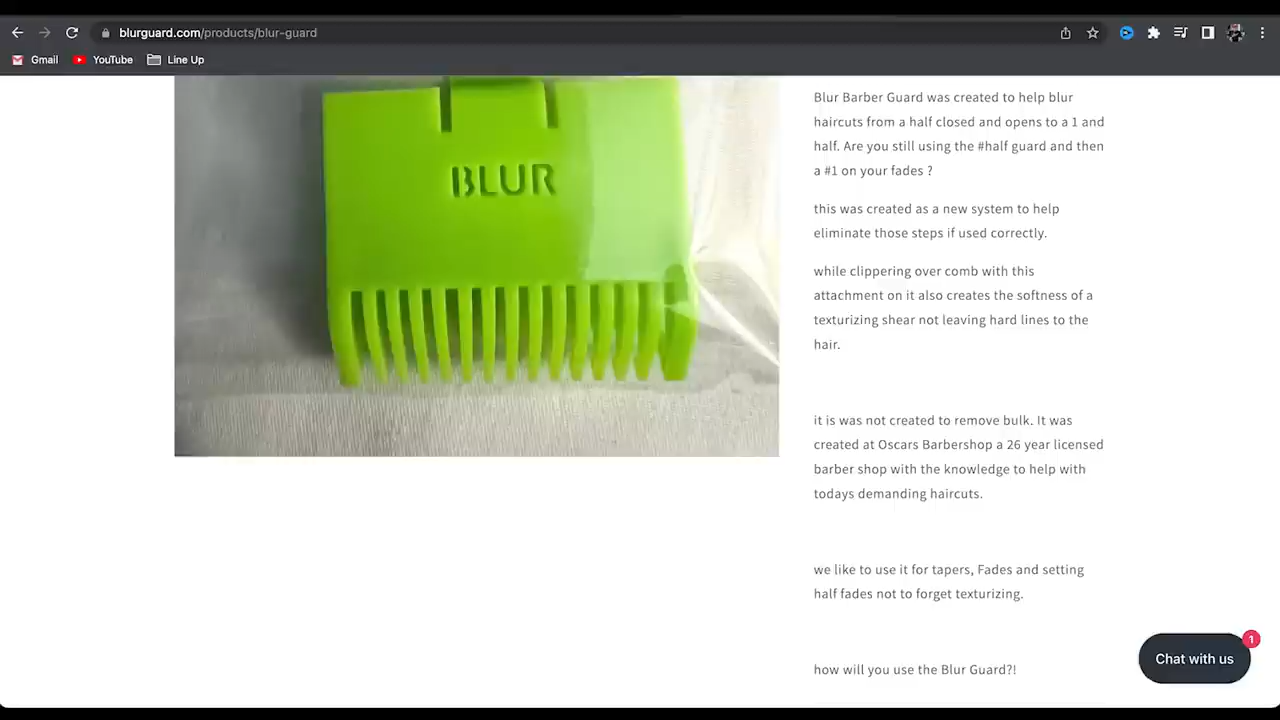 blurguard.com/products/blur-guard
Gmail YouTube Line Up
BLUR
Blur Barber Guard was created to help blur
haircuts from a half closed and opens to a 1 and
half. Are you still using the #half guard and then
a #1 on your fades ?
this was created as a new system to help
eliminate those steps if used correctly.
while clippering over comb with this
attachment on it also creates the softness of a
texturizing shear not leaving hard lines to the
hair.
it is was not created to remove bulk. It was
created at Oscars Barbershop a 26 year licensed
barber shop with the knowledge to help with
todays demanding haircuts.
we like to use it for tapers, Fades and setting
half fades not to forget texturizing.
how will you use the Blur Guard?!
1
Chat with us